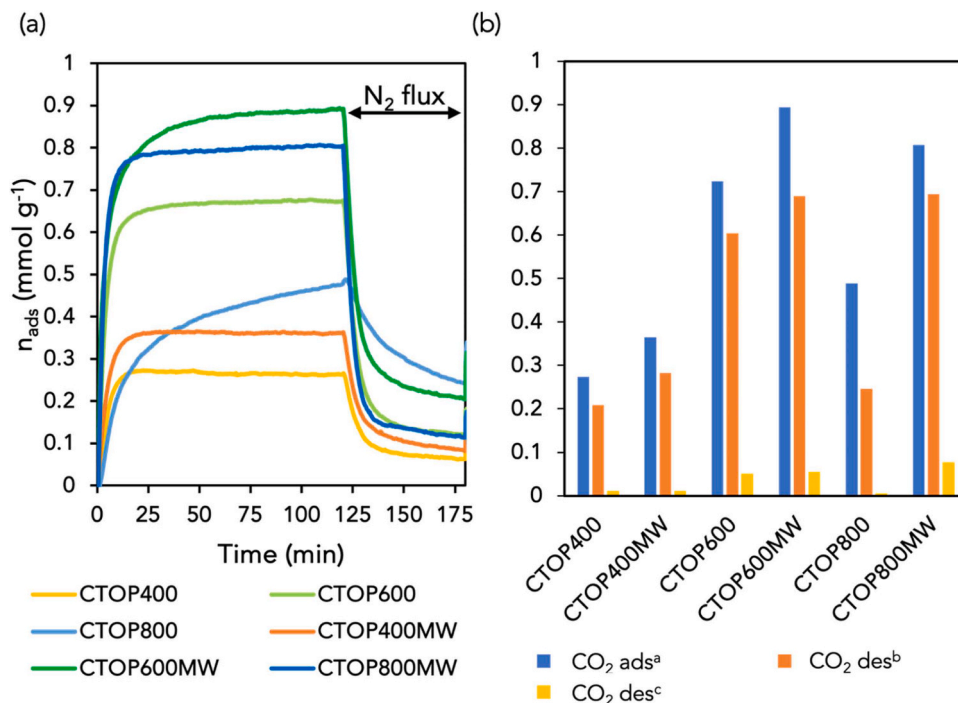 (a)
1
0.9
0.8
0.7
0.6
0.5
0.4
0.3
0.2
0.1
0
nads (mmol g⁻¹)
N₂ flux
0 25 50 75 100 125 150 175
Time (min)
CTOP400 CTOP600
CTOP800 CTOP400MW
CTOP600MW CTOP800MW
(b)
1
0.9
0.8
0.7
0.6
0.5
0.4
0.3
0.2
0.1
0
CTOP400
CTOP400MW
CTOP600
CTOP600MW
CTOP800
CTOP800MW
CO₂ adsᵃ CO₂ desᵇ
CO₂ desᶜ